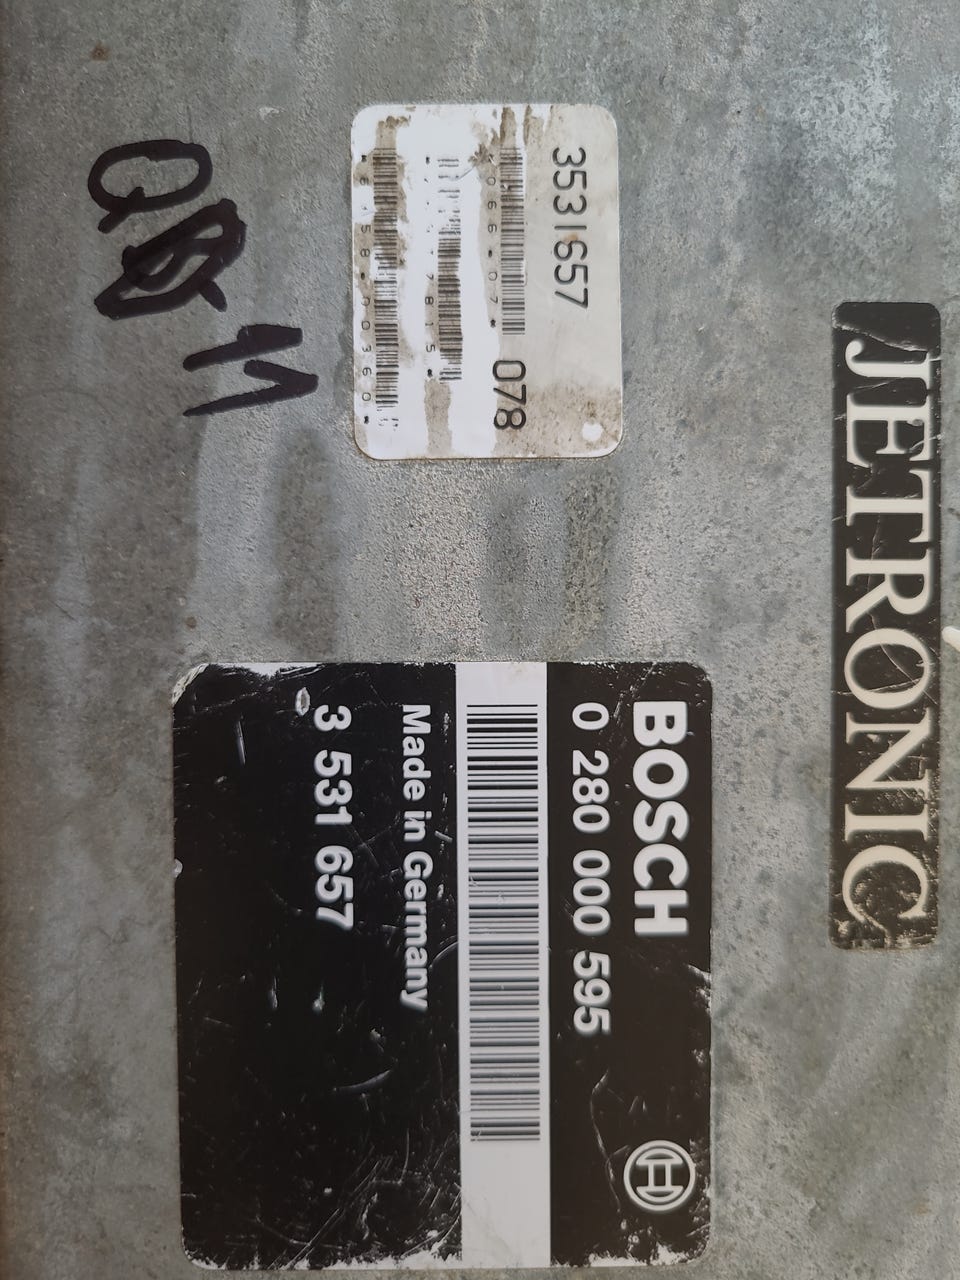 JETRONIC
3531657
078
BOSCH
0 280 000 595
Made in Germany
3 531 657